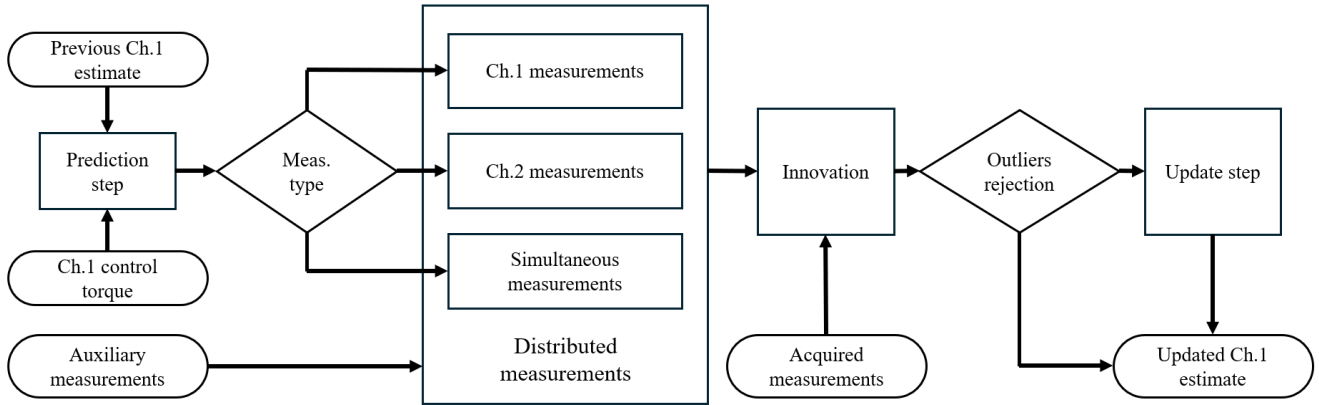 Previous Ch.1
estimate
Prediction
step
Ch.1 control
torque
Auxiliary
measurements
Meas.
type
Ch.1 measurements
Ch.2 measurements
Simultaneous
measurements
Distributed
measurements
Innovation
Acquired
measurements
Outliers
rejection
Update step
Updated Ch.1
estimate